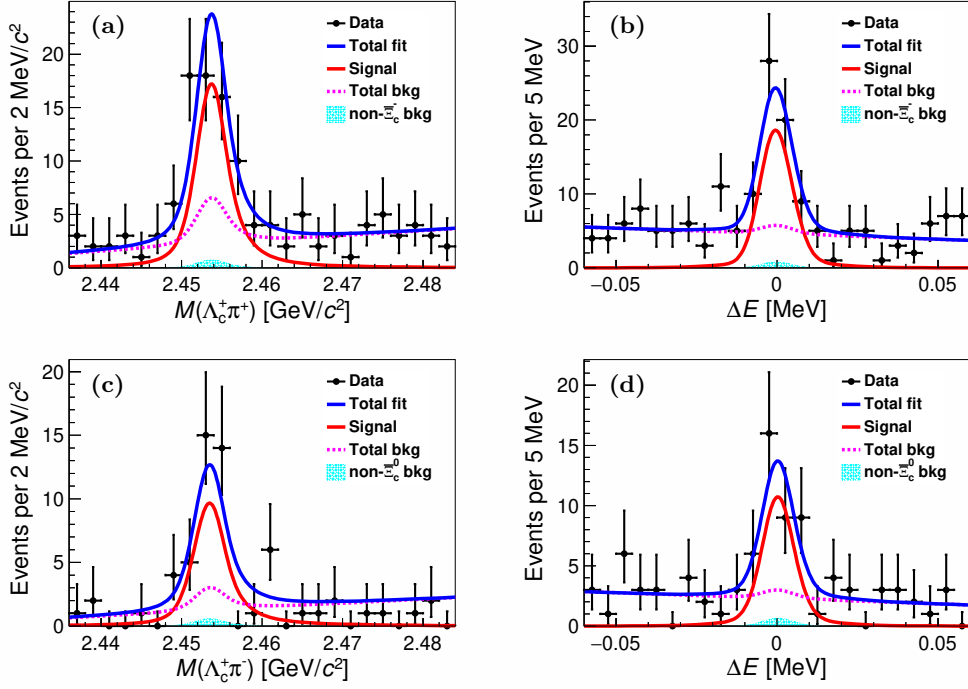 (a)
Data
Total fit
Signal
Total bkg
non-Ξc⁻ bkg
Events per 2 MeV/c²
20
15
10
5
0
2.44 2.45 2.46 2.47 2.48
M(Λc⁺π⁺) [GeV/c²]
(b)
Data
Total fit
Signal
Total bkg
non-Ξc⁻ bkg
Events per 5 MeV
30
20
10
0
−0.05 0 0.05
ΔE [MeV]
(c)
Data
Total fit
Signal
Total bkg
non-Ξc⁰ bkg
Events per 2 MeV/c²
20
15
10
5
0
2.44 2.45 2.46 2.47 2.48
M(Λc⁺π⁻) [GeV/c²]
(d)
Data
Total fit
Signal
Total bkg
non-Ξc⁰ bkg
Events per 5 MeV
20
15
10
5
0
−0.05 0 0.05
ΔE [MeV]